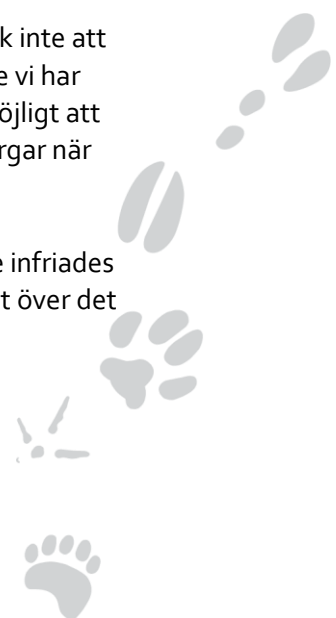 k inte att
e vi har
öjligt att
rgar när
e infriades
t över det